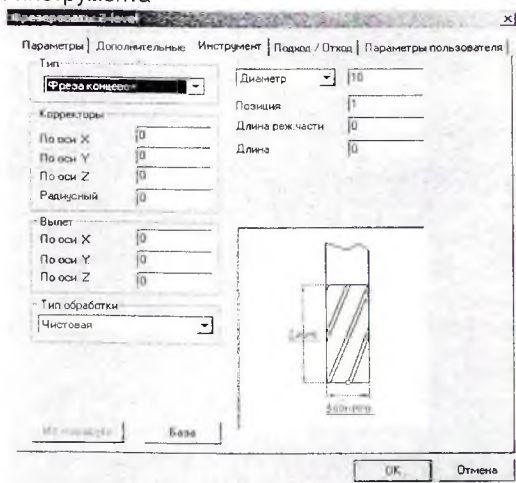 инструмента
Фрезеровать Z-level
Параметры Дополнительные Инструмент Подход / Отход Параметры пользователя
Тип
Фреза концевая
Диаметр 10
Позиция 1
Длина реж.части 0
Длина 0
Корректоры
По оси X 0
По оси Y 0
По оси Z 0
Радиусный 0
Вылет
По оси X 0
По оси Y 0
По оси Z 0
Тип обработки
Чистовая
База
OK Отмена